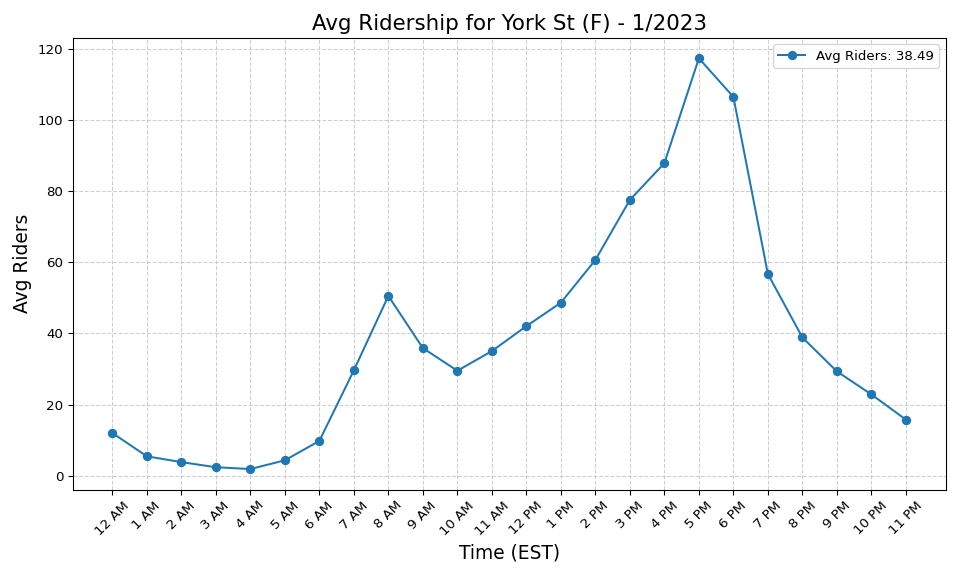 Avg Ridership for York St (F) - 1/2023
Avg Riders: 38.49
Avg Riders
120
100
80
60
40
20
0
12 AM
1 AM
2 AM
3 AM
4 AM
5 AM
6 AM
7 AM
8 AM
9 AM
10 AM
11 AM
12 PM
1 PM
2 PM
3 PM
4 PM
5 PM
6 PM
7 PM
8 PM
9 PM
10 PM
11 PM
Time (EST)